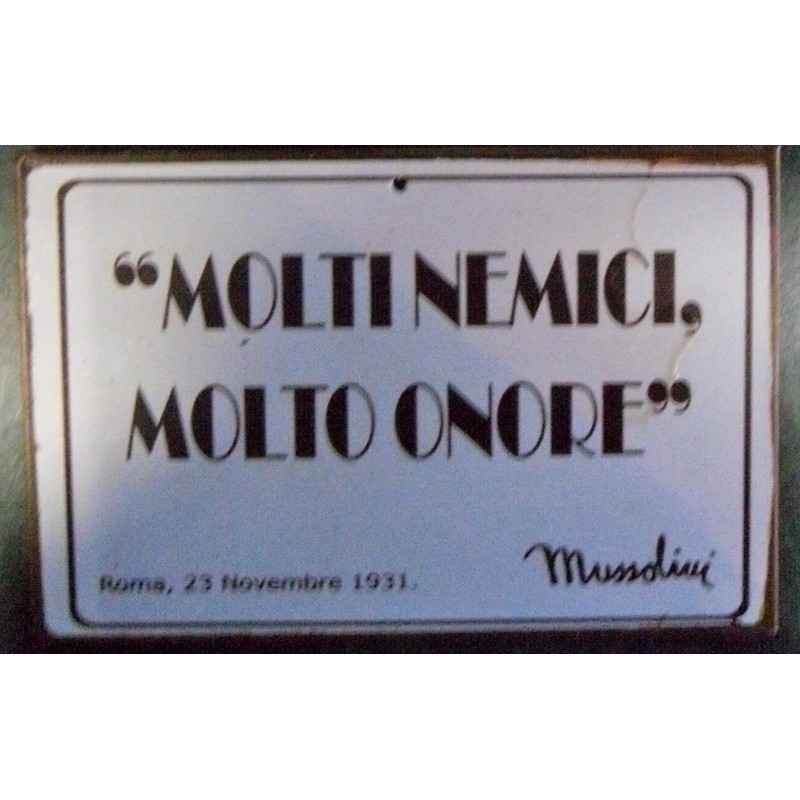 “MOLTI NEMICI,
MOLTO ONORE”
Roma, 23 Novembre 1931.
Mussolini